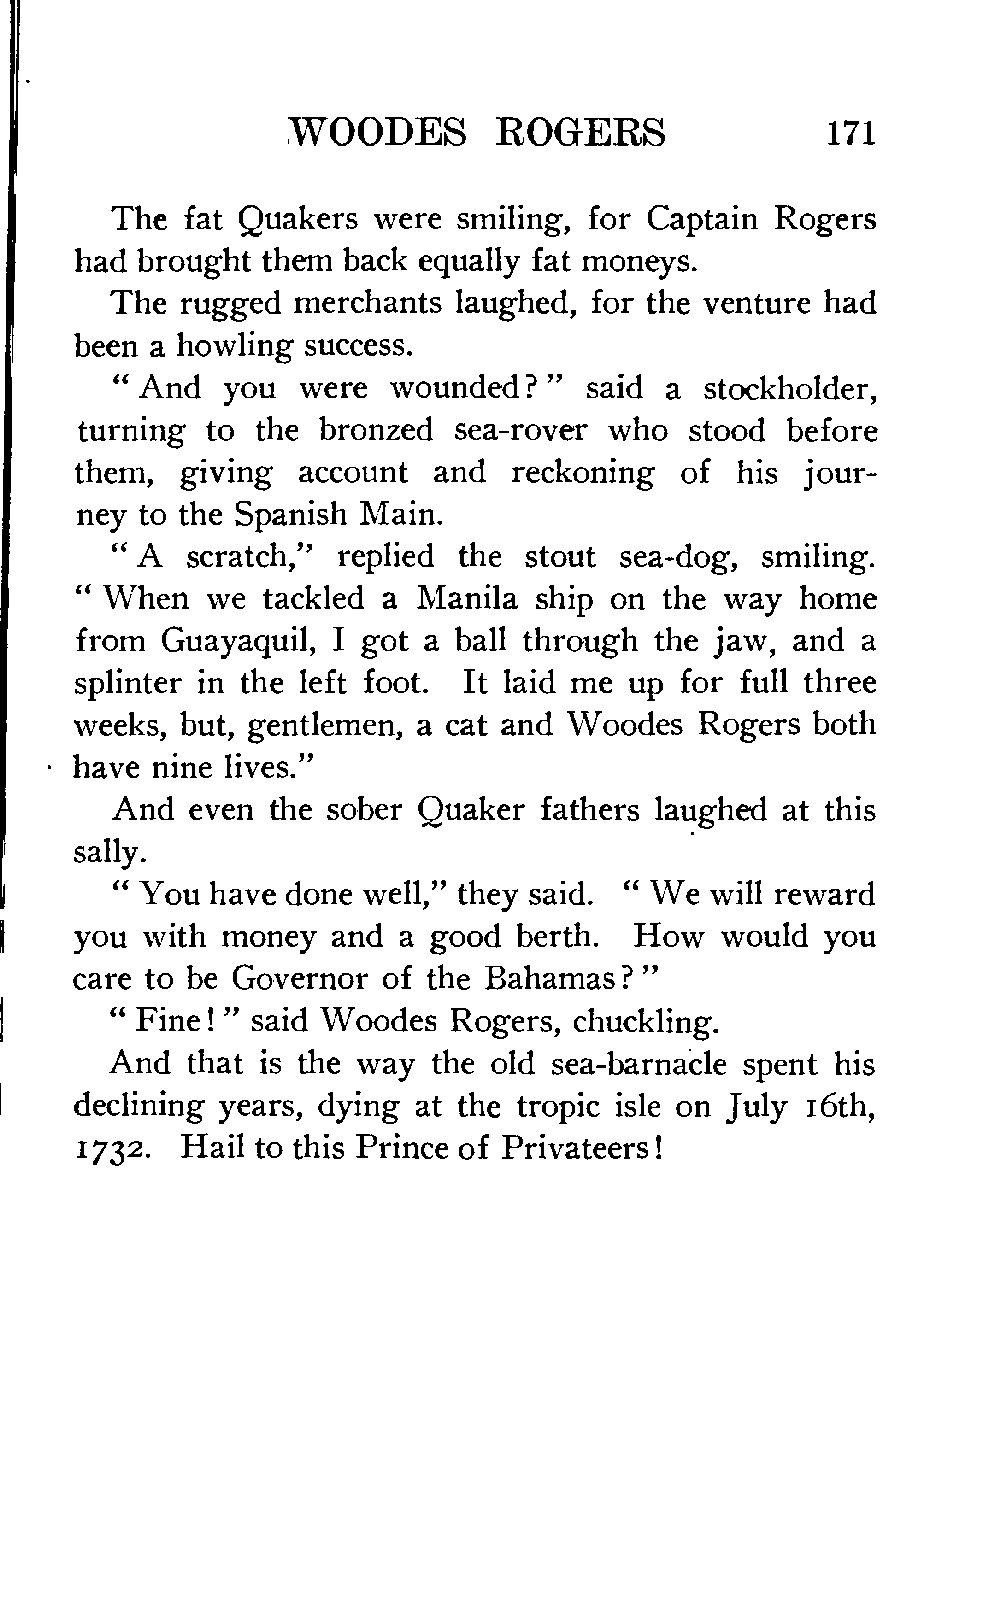 WOODES ROGERS 171
The fat Quakers were smiling, for Captain Rogers
had brought them back equally fat moneys.
The rugged merchants laughed, for the venture had
been a howling success.
“ And you were wounded? ” said a stockholder,
turning to the bronzed sea-rover who stood before
them, giving account and reckoning of his jour-
ney to the Spanish Main.
“ A scratch,” replied the stout sea-dog, smiling.
“ When we tackled a Manila ship on the way home
from Guayaquil, I got a ball through the jaw, and a
splinter in the left foot. It laid me up for full three
weeks, but, gentlemen, a cat and Woodes Rogers both
have nine lives.”
And even the sober Quaker fathers laughed at this
sally.
“ You have done well,” they said. “ We will reward
you with money and a good berth. How would you
care to be Governor of the Bahamas? ”
“ Fine! ” said Woodes Rogers, chuckling.
And that is the way the old sea-barnacle spent his
declining years, dying at the tropic isle on July 16th,
1732. Hail to this Prince of Privateers!